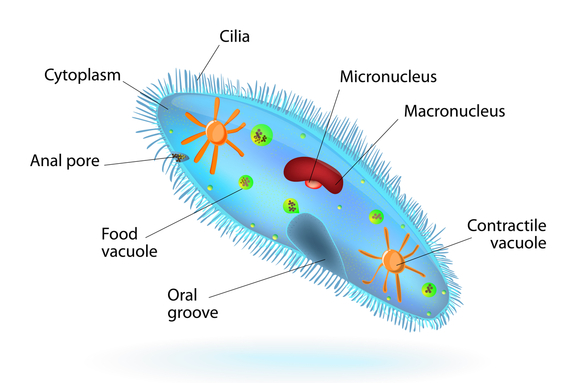 Cilia
Cytoplasm
Micronucleus
Macronucleus
Anal pore
Food
vacuole
Contractile
vacuole
Oral
groove